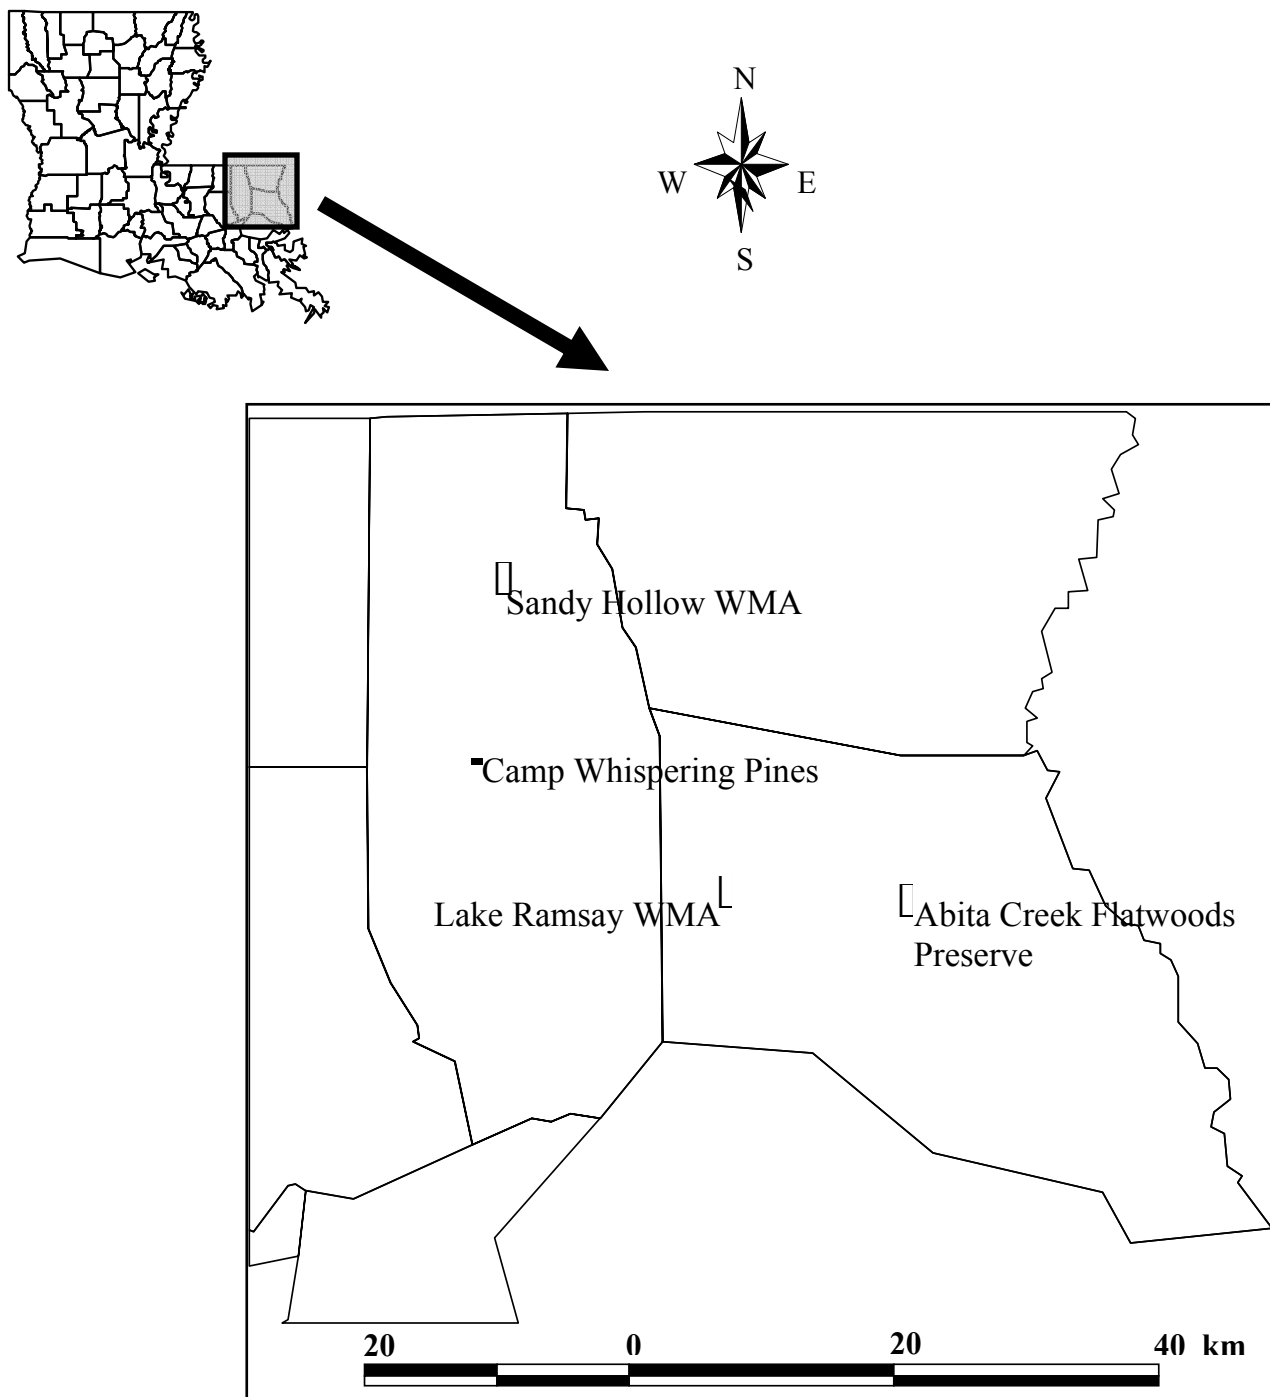 N
W E
S
Sandy Hollow WMA
Camp Whispering Pines
Lake Ramsay WMA
Abita Creek Flatwoods
Preserve
20 0 20 40 km